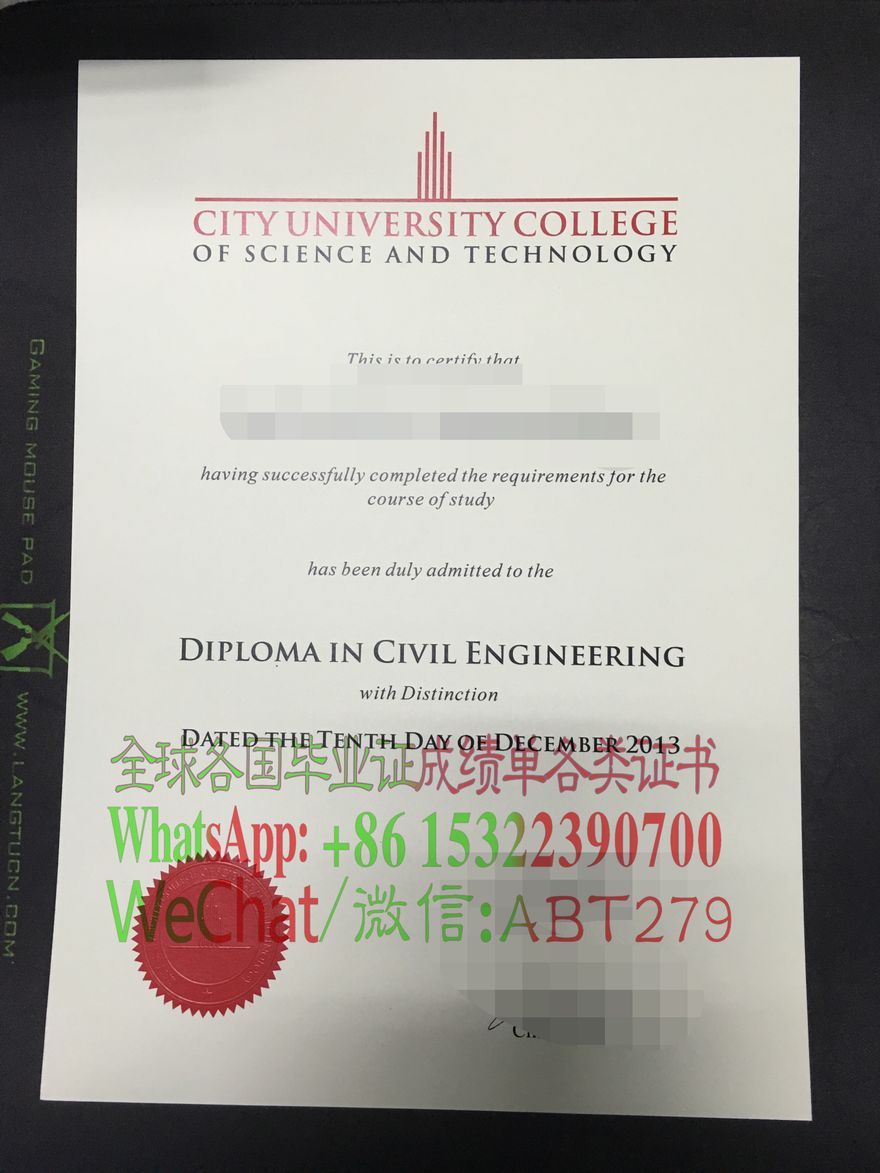 CITY UNIVERSITY COLLEGE
OF SCIENCE AND TECHNOLOGY
This is to certify that
having successfully completed the requirements for the
course of study
has been duly admitted to the
DIPLOMA IN CIVIL ENGINEERING
with Distinction
DATED THE TENTH DAY OF DECEMBER 2013
全球各国毕业证成绩单各类证书
WhatsApp: +86 15322390700
WeChat/微信:ABT279
GAMING MOUSE PAD
WWW.LANGTUCN.COM